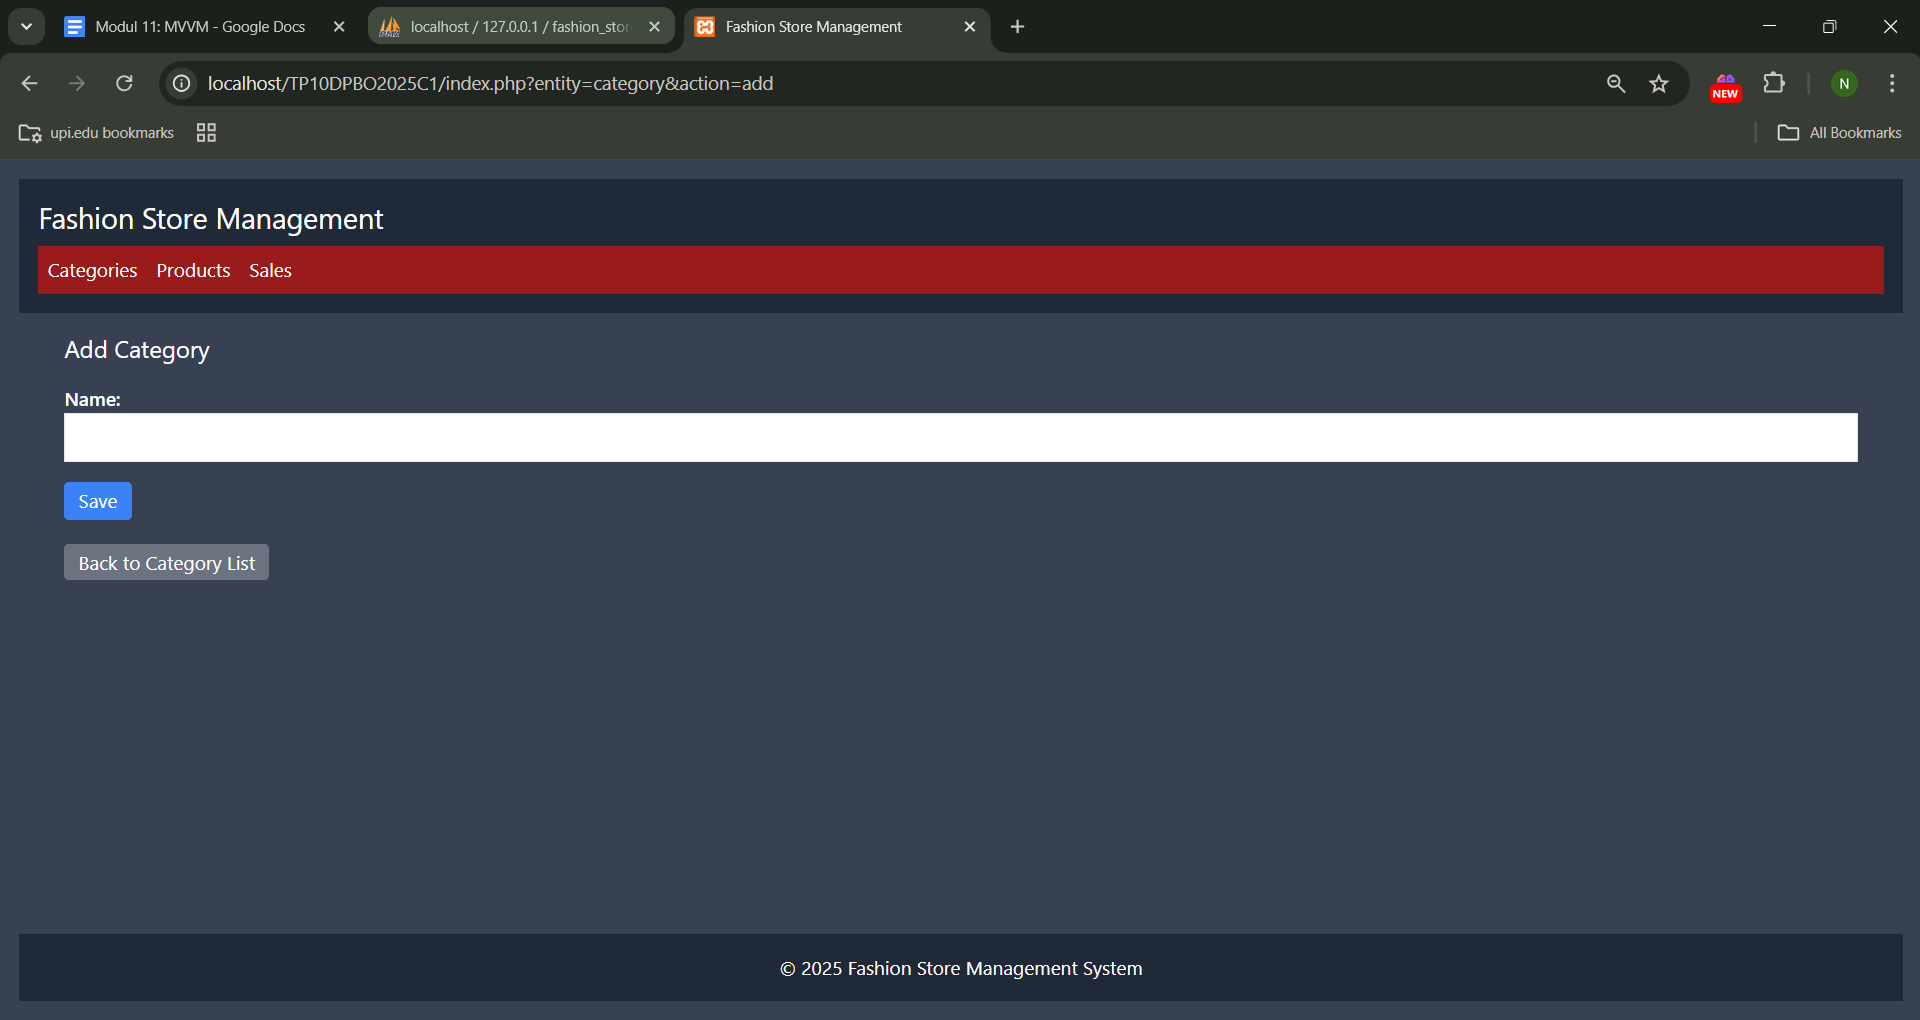 Modul 11: MVVM - Google Docs
localhost / 127.0.0.1 / fashion_stor
Fashion Store Management
localhost/TP10DPBO2025C1/index.php?entity=category&action=add
NEW
N
upi.edu bookmarks
All Bookmarks
Fashion Store Management
Categories Products Sales
Add Category
Name:
Save
Back to Category List
© 2025 Fashion Store Management System